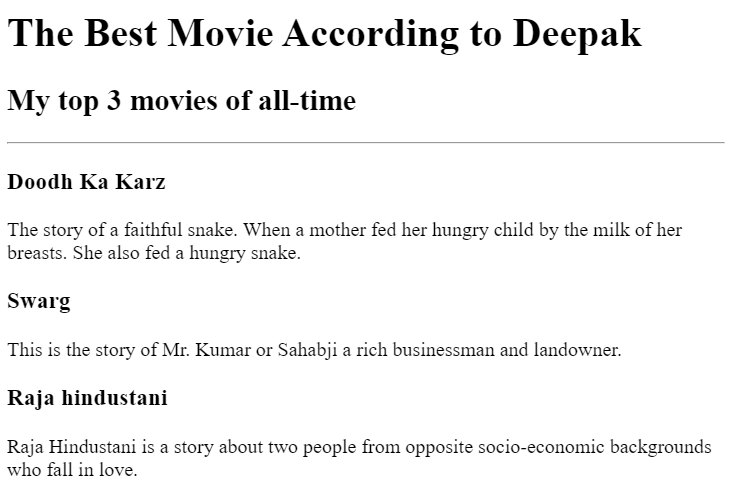 The Best Movie According to Deepak
My top 3 movies of all-time
Doodh Ka Karz
The story of a faithful snake. When a mother fed her hungry child by the milk of her
breasts. She also fed a hungry snake.
Swarg
This is the story of Mr. Kumar or Sahabji a rich businessman and landowner.
Raja hindustani
Raja Hindustani is a story about two people from opposite socio-economic backgrounds
who fall in love.